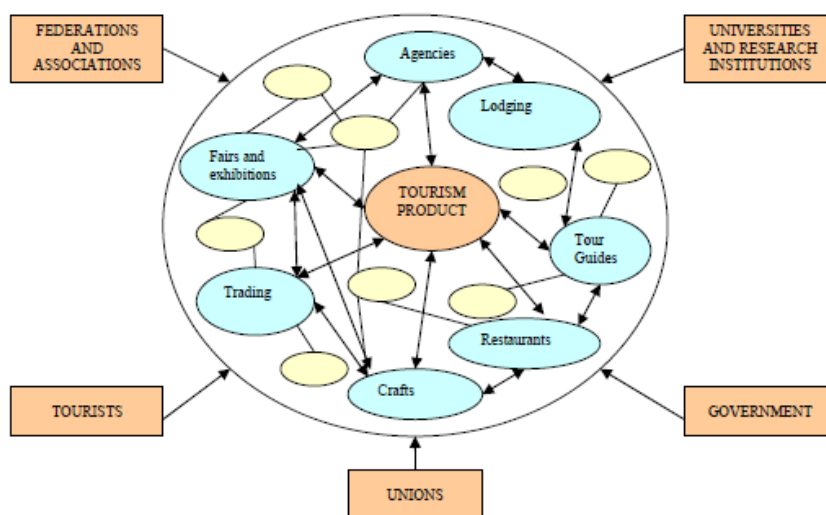 FEDERATIONS
AND
ASSOCIATIONS
UNIVERSITIES
AND RESEARCH
INSTITUTIONS
Agencies
Lodging
Fairs and
exhibitions
TOURISM
PRODUCT
Tour
Guides
Trading
Restaurants
Crafts
TOURISTS
GOVERNMENT
UNIONS